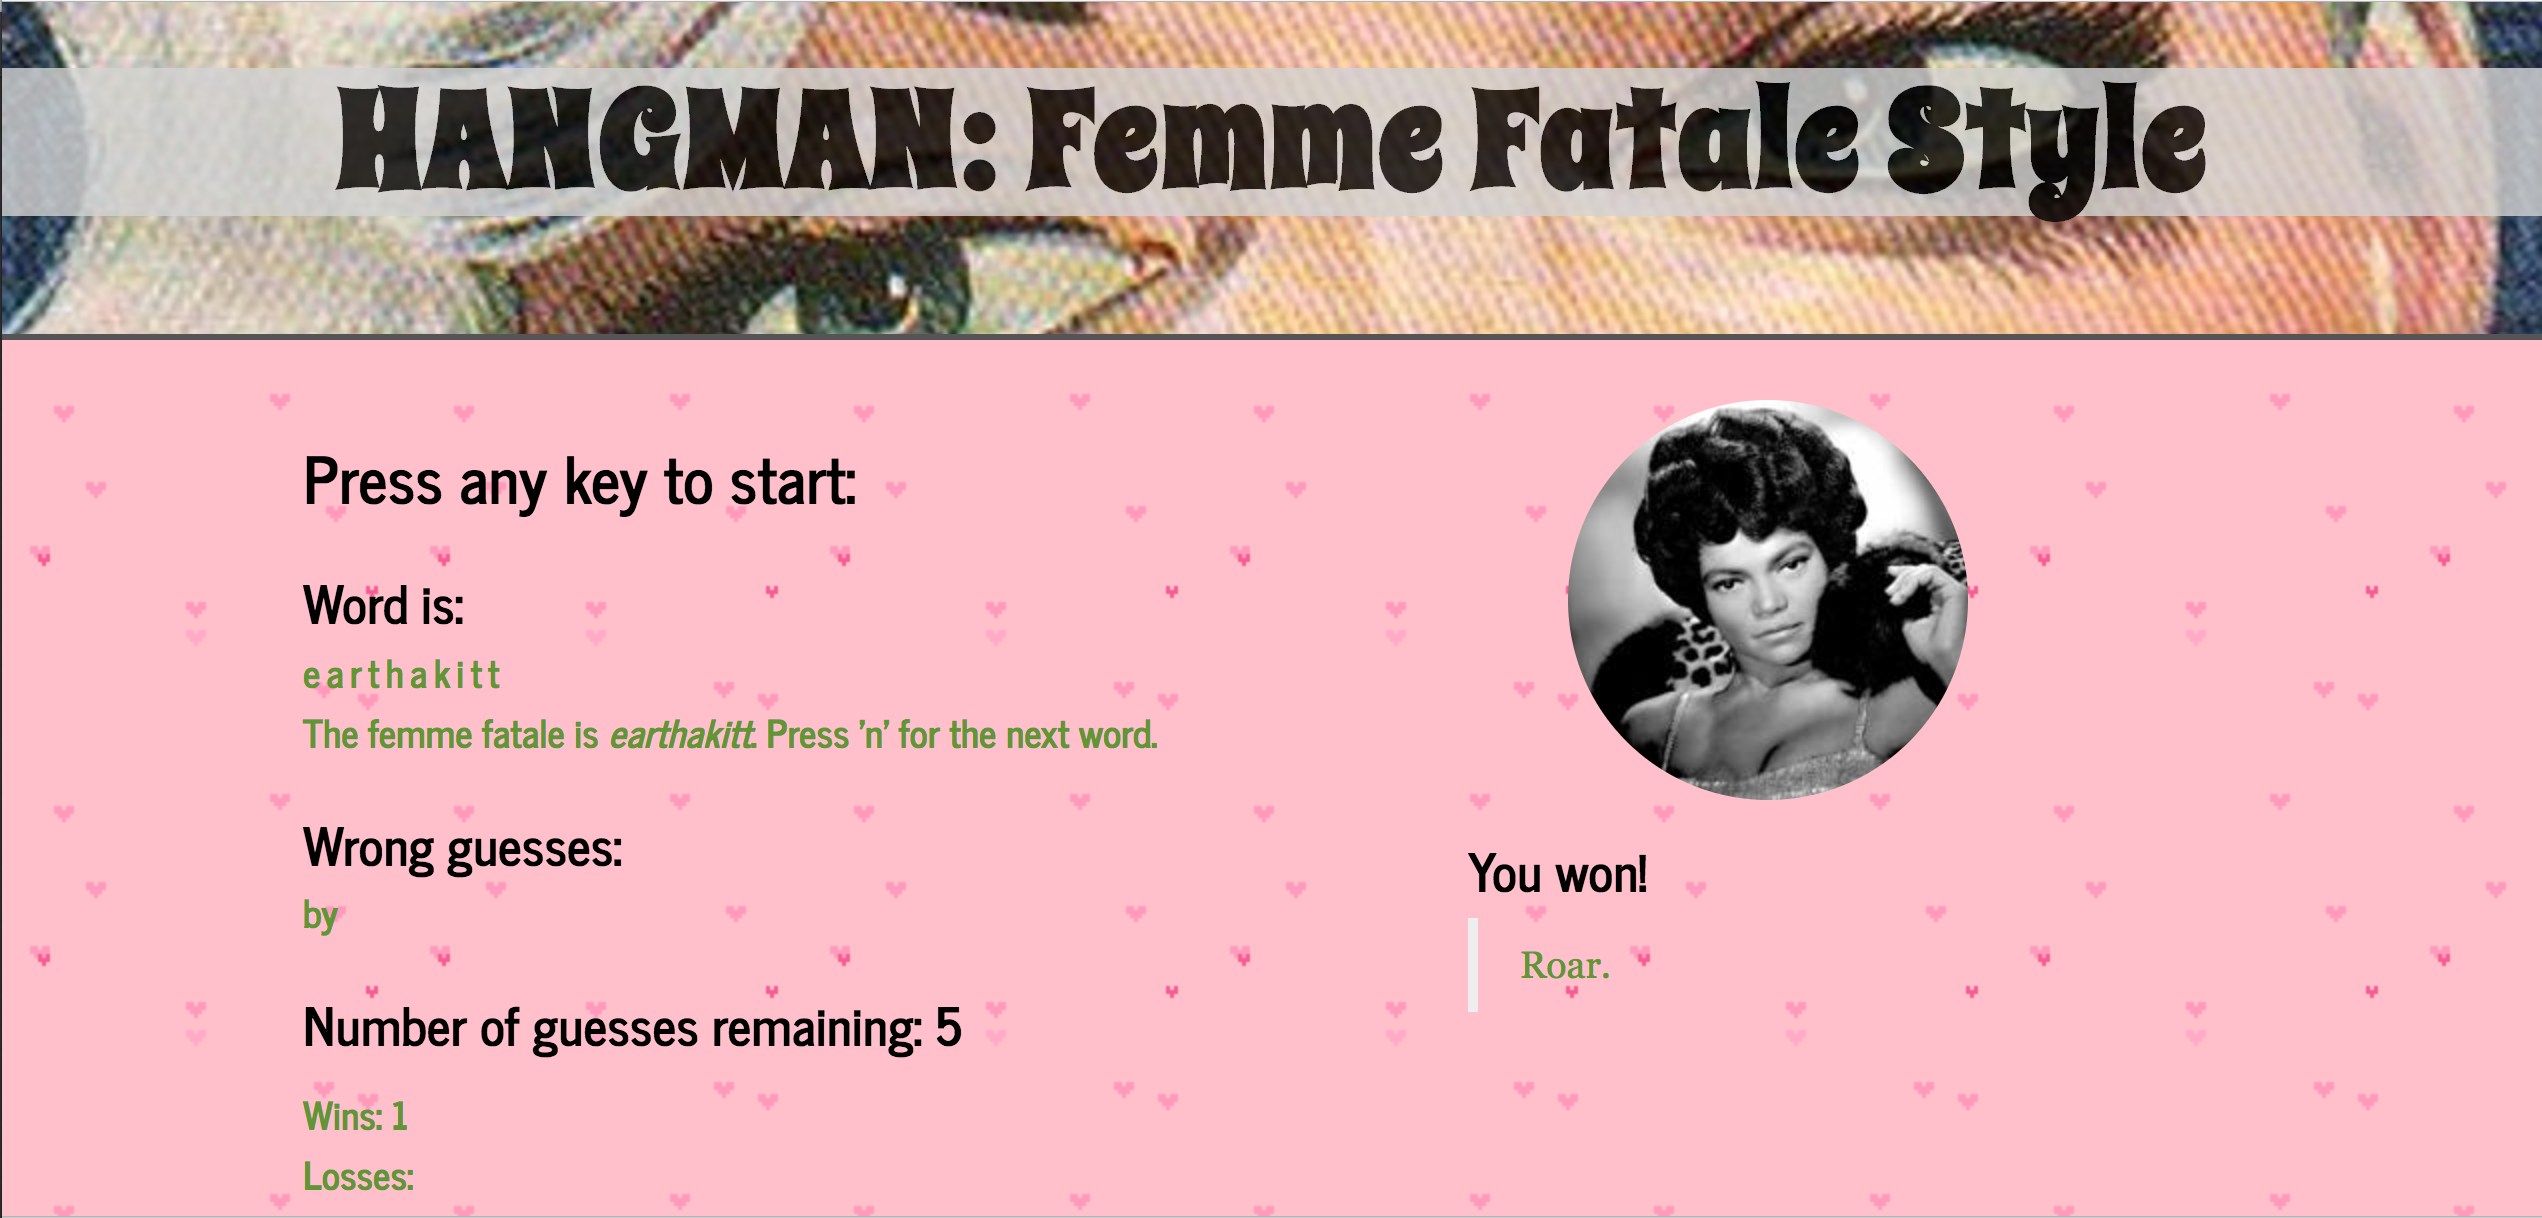 HANGMAN: Femme Fatale Style
Press any key to start:
Word is:
earthakitt
The femme fatale is earthakitt. Press 'n' for the next word.
Wrong guesses:
by
Number of guesses remaining: 5
Wins: 1
Losses:
You won!
Roar.